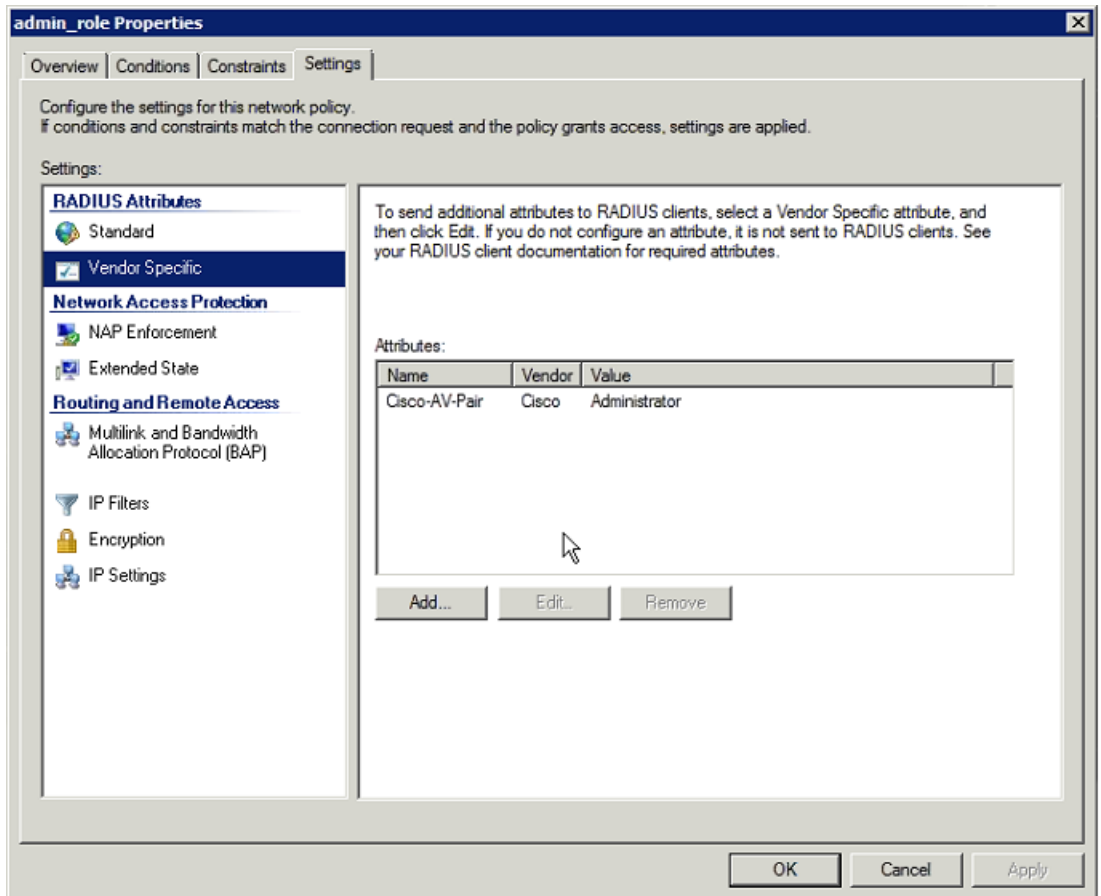 admin_role Properties
Overview
Conditions
Constraints
Settings
Configure the settings for this network policy.
If conditions and constraints match the connection request and the policy grants access, settings are applied.
Settings:
RADIUS Attributes
Standard
Vendor Specific
Network Access Protection
NAP Enforcement
Extended State
Routing and Remote Access
Multilink and Bandwidth
Allocation Protocol (BAP)
IP Filters
Encryption
IP Settings
To send additional attributes to RADIUS clients, select a Vendor Specific attribute, and
then click Edit. If you do not configure an attribute, it is not sent to RADIUS clients. See
your RADIUS client documentation for required attributes.
Attributes:
Name Vendor Value
Cisco-AV-Pair Cisco Administrator
Add... Edit... Remove
OK Cancel Apply